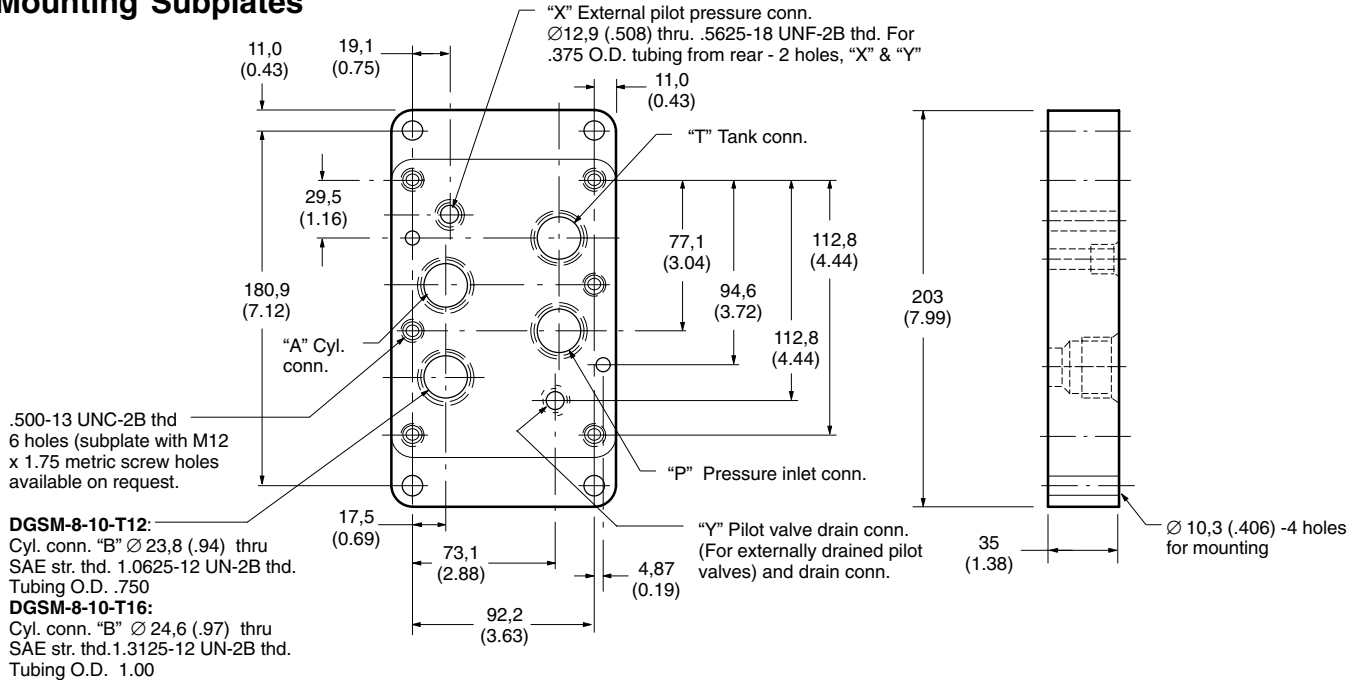 Mounting Subplates
“X” External pilot pressure conn.
∅12,9 (.508) thru. .5625-18 UNF-2B thd. For
.375 O.D. tubing from rear - 2 holes, “X” & “Y”
11,0
(0.43)
19,1
(0.75)
11,0
(0.43)
“T” Tank conn.
29,5
(1.16)
180,9
(7.12)
77,1
(3.04)
94,6
(3.72)
112,8
(4.44)
112,8
(4.44)
203
(7.99)
“A” Cyl.
conn.
.500-13 UNC-2B thd
6 holes (subplate with M12
x 1.75 metric screw holes
available on request.
“P” Pressure inlet conn.
DGSM-8-10-T12:
Cyl. conn. “B” ∅ 23,8 (.94) thru
SAE str. thd. 1.0625-12 UN-2B thd.
Tubing O.D. .750
DGSM-8-10-T16:
Cyl. conn. “B” ∅ 24,6 (.97) thru
SAE str. thd.1.3125-12 UN-2B thd.
Tubing O.D. 1.00
17,5
(0.69)
73,1
(2.88)
92,2
(3.63)
4,87
(0.19)
“Y” Pilot valve drain conn.
(For externally drained pilot
valves) and drain conn.
35
(1.38)
∅ 10,3 (.406) -4 holes
for mounting